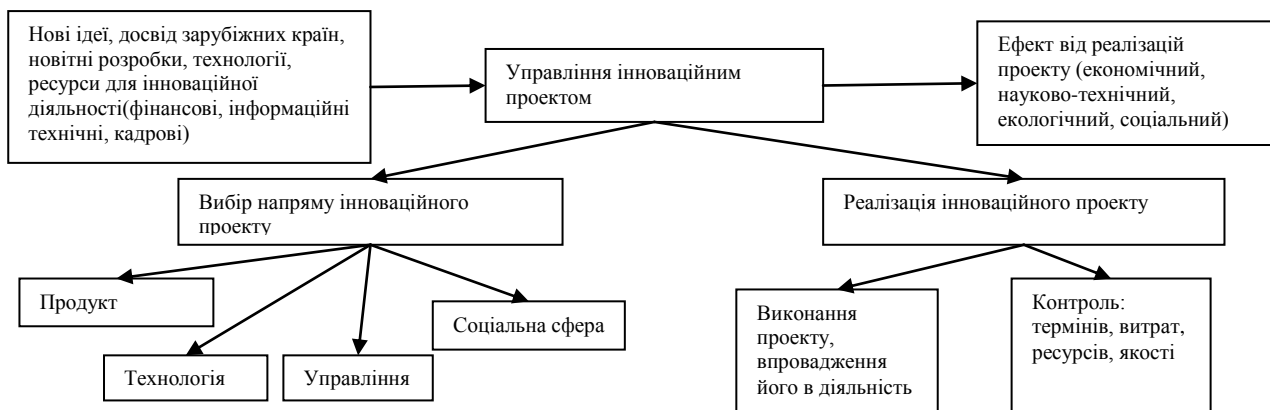 Нові ідеї, досвід зарубіжних країн,
новітні розробки, технології,
ресурси для інноваційної
діяльності(фінансові, інформаційні
технічні, кадрові)
Управління інноваційним
проектом
Ефект від реалізацій
проекту (економічний,
науково-технічний,
екологічний, соціальний)
Вибір напряму інноваційного
проекту
Реалізація інноваційного проекту
Продукт
Технологія
Управління
Соціальна сфера
Виконання
проекту,
впровадження
його в діяльність
Контроль:
термінів, витрат,
ресурсів, якості